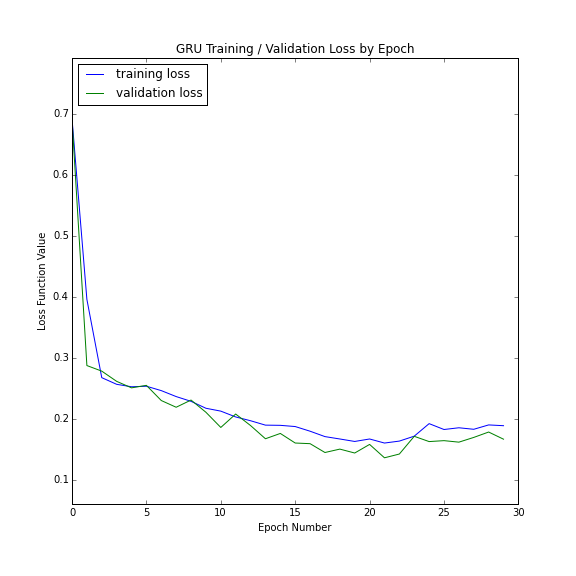 GRU Training / Validation Loss by Epoch
training loss
validation loss
0.7
0.6
0.5
0.4
0.3
0.2
0.1
Loss Function Value
0 5 10 15 20 25 30
Epoch Number